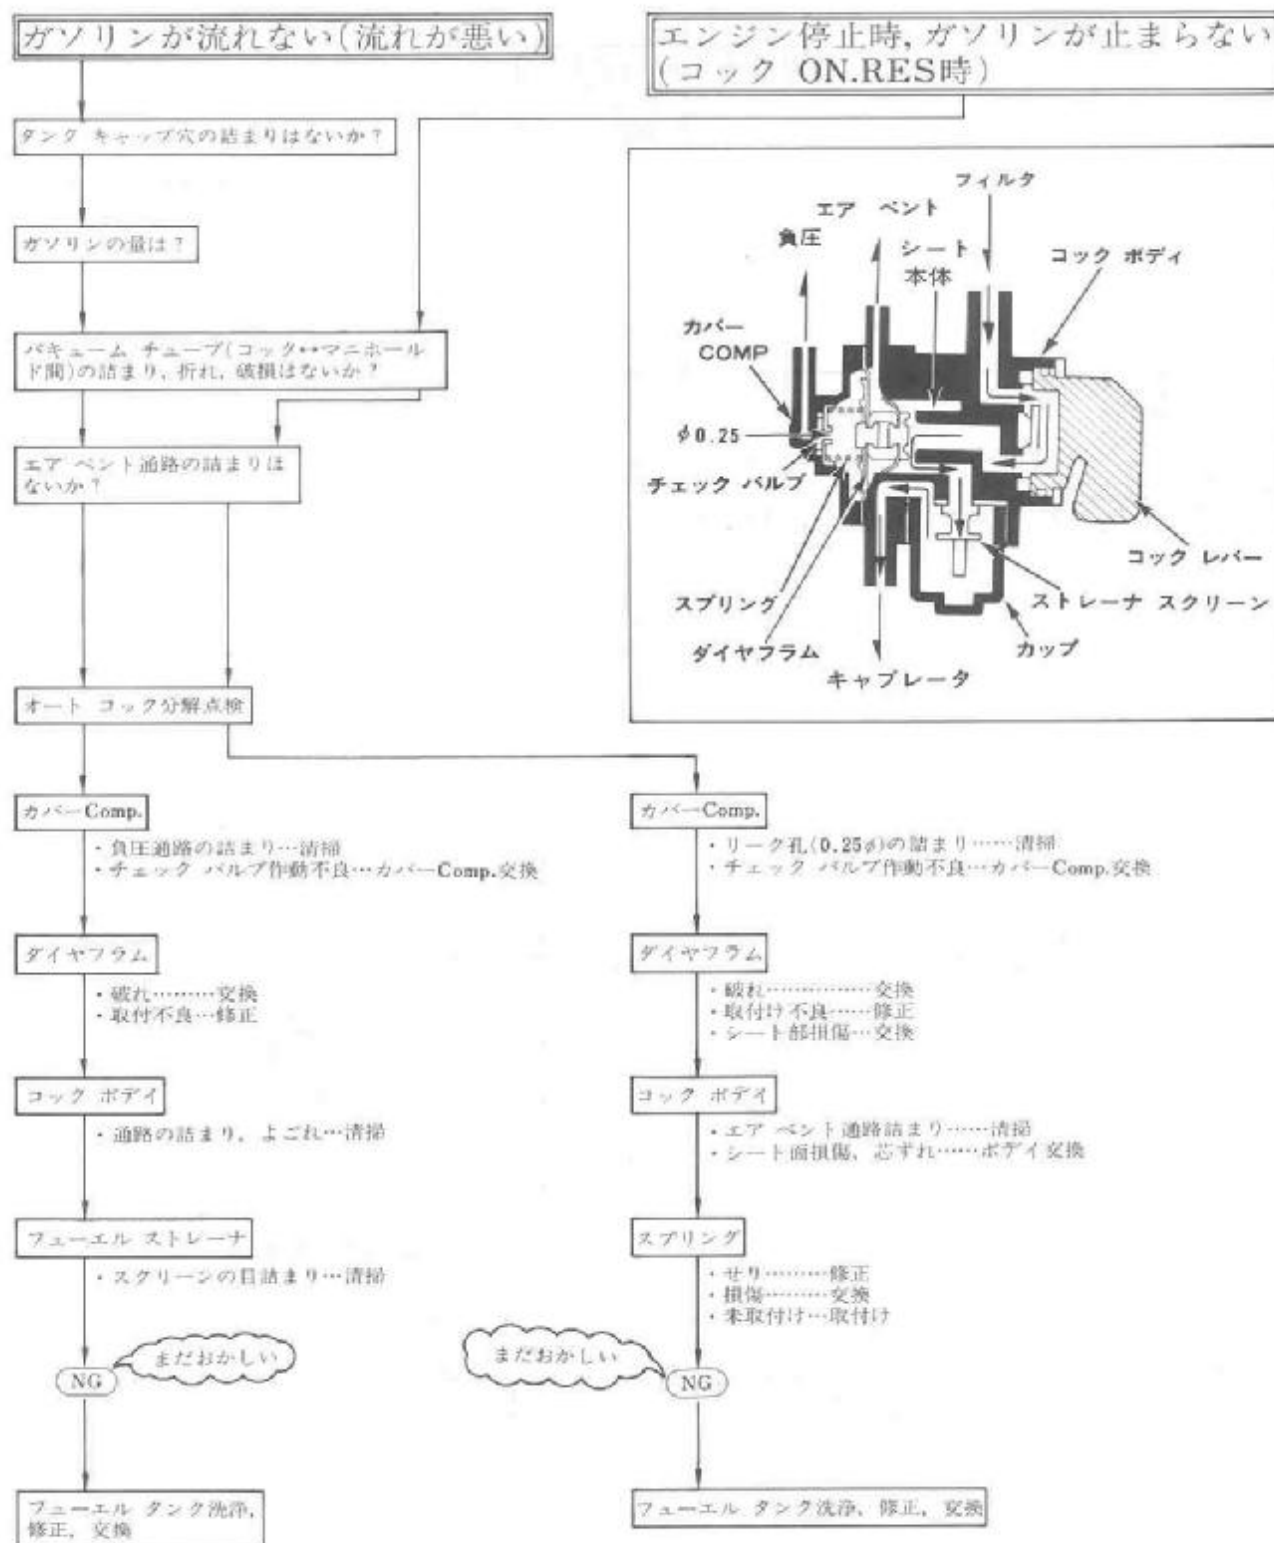 ガソリンが流れない(流れが悪い)
エンジン停止時,ガソリンが止まらない
(コック ON.RES時)
タンク キャップ穴の詰まりはないか?
ガソリンの量は?
バキューム チューブ(コック↔マニホール
ド間)の詰まり,折れ,破損はないか?
エア ベント通路の詰まりは
ないか?
フィルタ
エア ベント
負圧
シート
本体
コック ボディ
カバー
COMP
φ0.25
チェック バルブ
コック レバー
スプリング
ストレーナ スクリーン
ダイヤフラム
カップ
キャブレータ
オート コック分解点検
カバーComp.
・負圧通路の詰まり…清掃
・チェック バルブ作動不良…カバーComp.交換
ダイヤフラム
・破れ………交換
・取付不良…修正
コック ボデイ
・通路の詰まり,よごれ…清掃
フューエル ストレーナ
・スクリーンの目詰まり…清掃
まだおかしい
NG
フューエル タンク洗浄,
修正,交換
カバーComp.
・リーク孔(0.25φ)の詰まり……清掃
・チェック バルブ作動不良…カバーComp.交換
ダイヤフラム
・破れ……………交換
・取付け不良……修正
・シート部損傷…交換
コック ボデイ
・エア ベント通路詰まり……清掃
・シート面損傷,芯ずれ……ボデイ交換
スプリング
・せり………修正
・損傷………交換
・未取付け…取付け
まだおかしい
NG
フューエル タンク洗浄,修正,交換